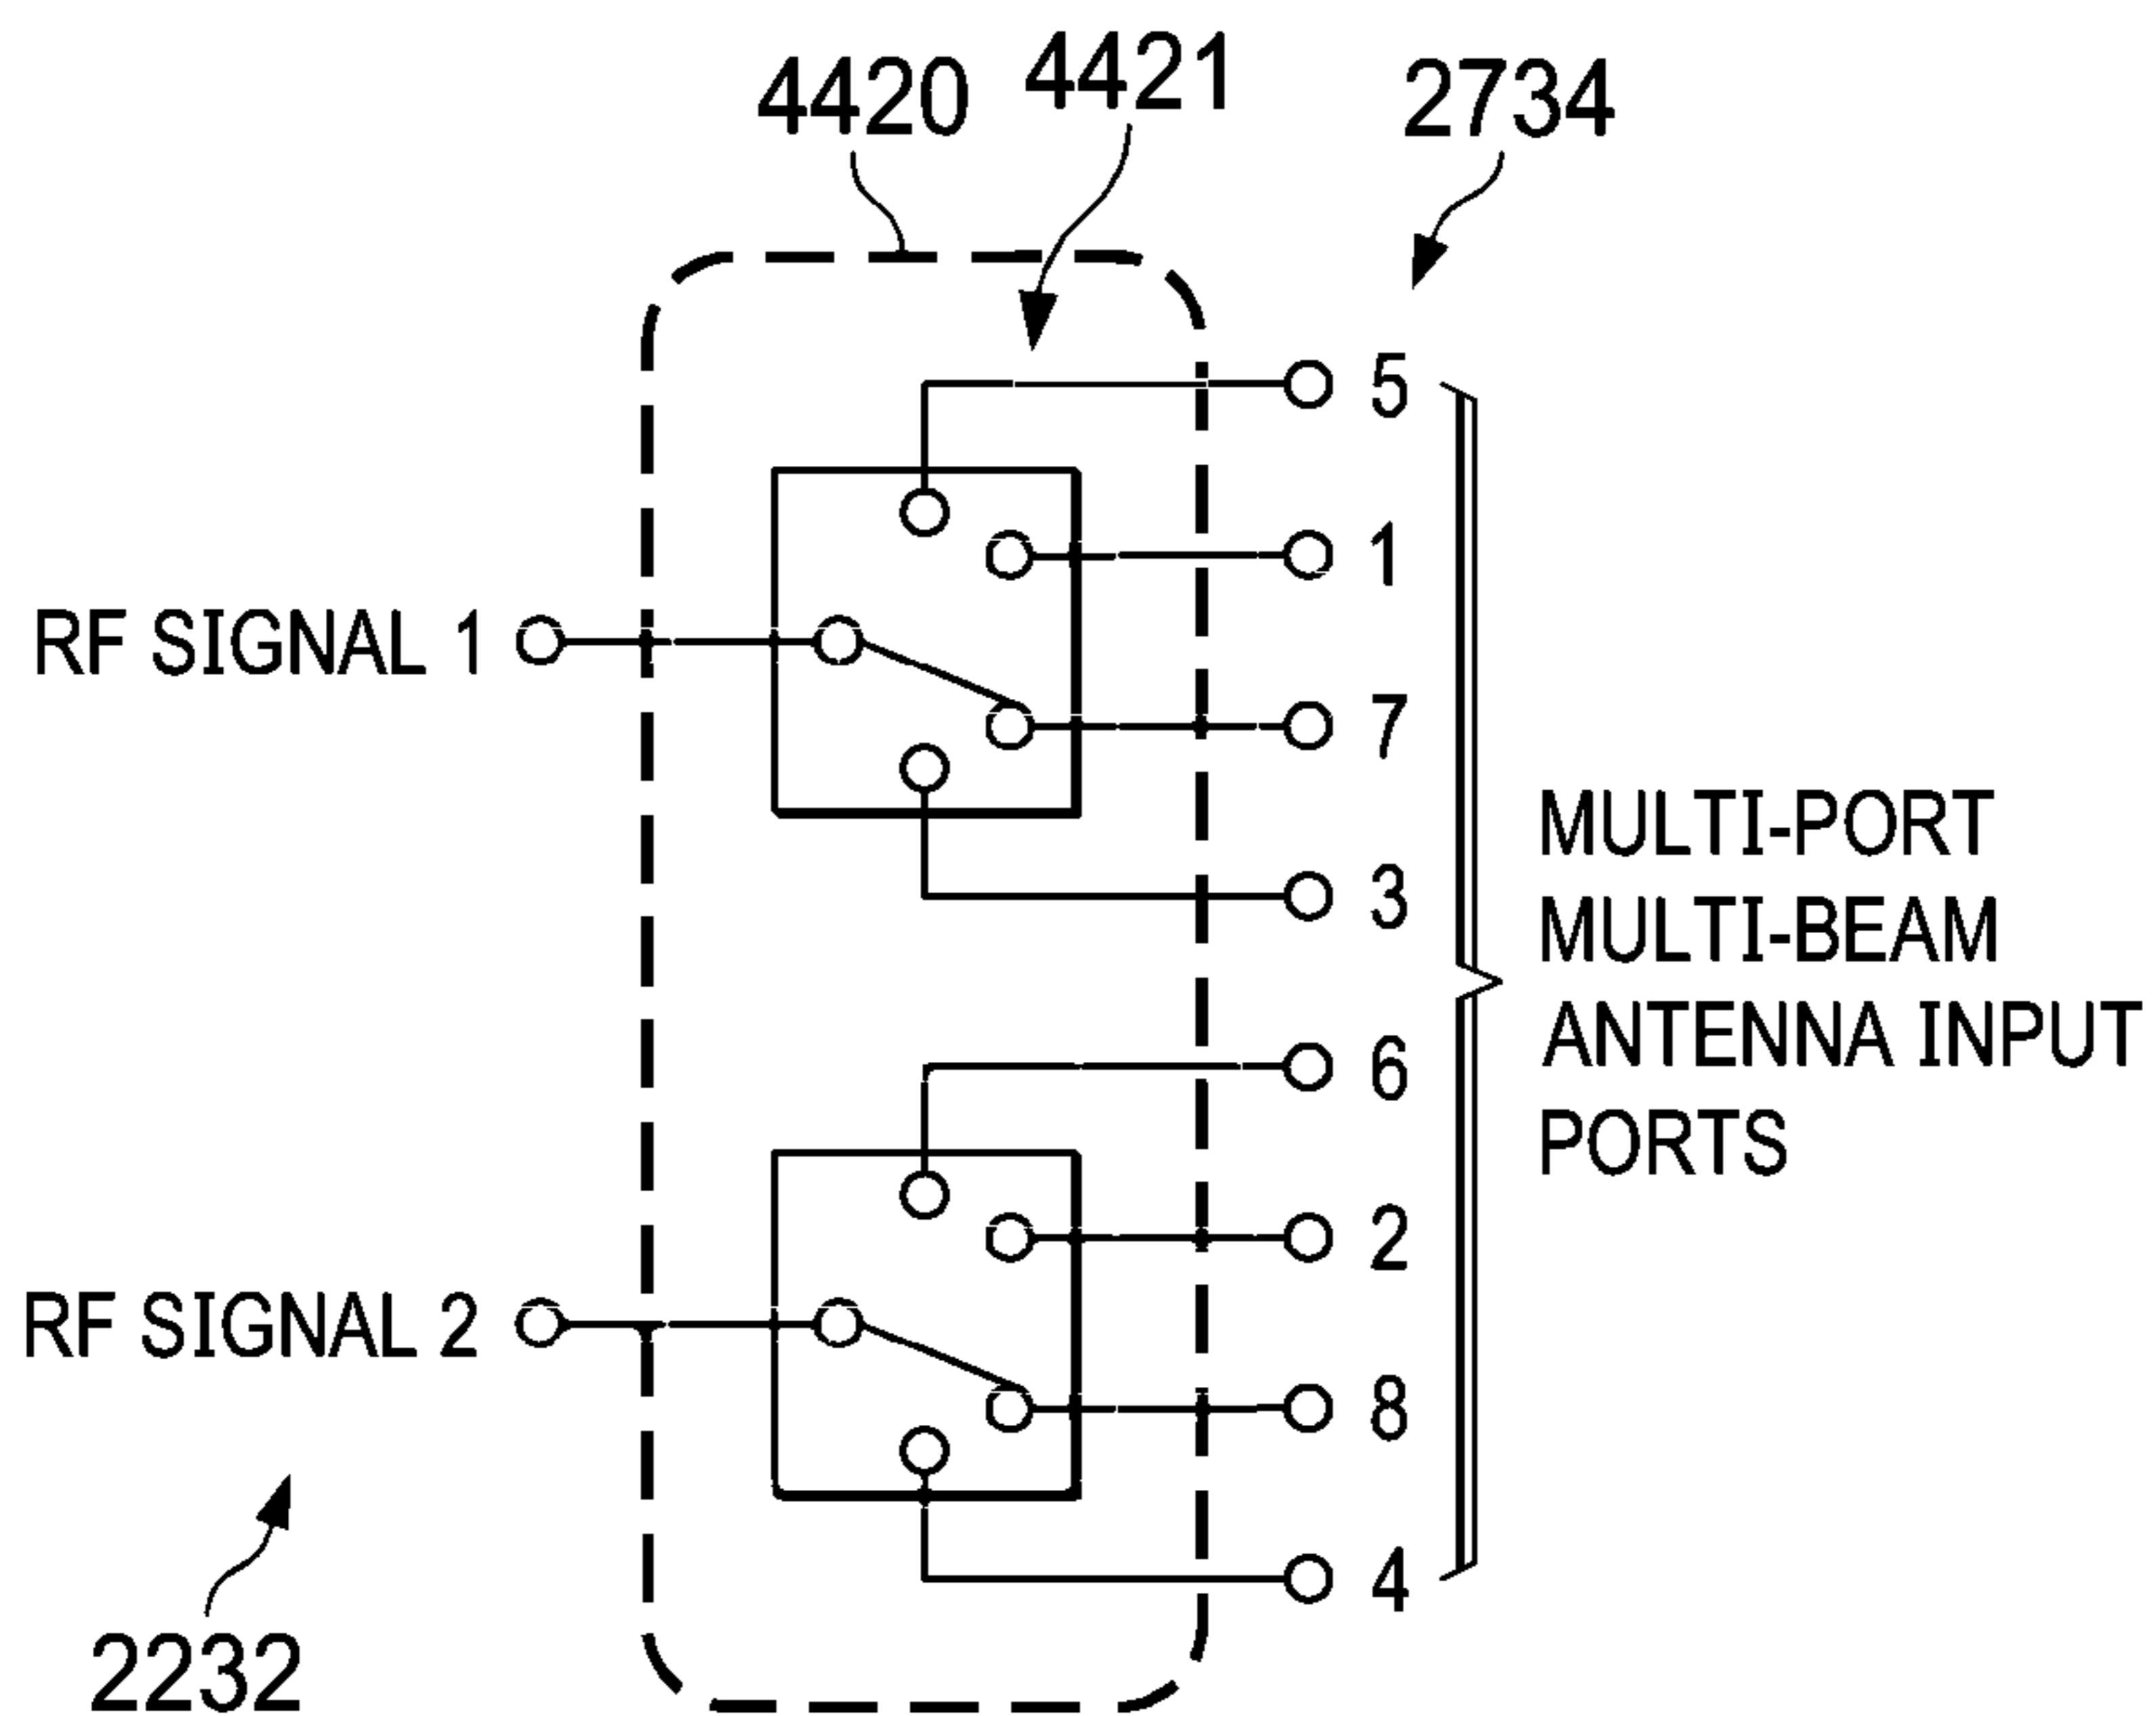 4420
4421
2734
5
1
RF SIGNAL 1
7
3
MULTI-PORT
MULTI-BEAM
ANTENNA INPUT
PORTS
6
2
RF SIGNAL 2
8
4
2232